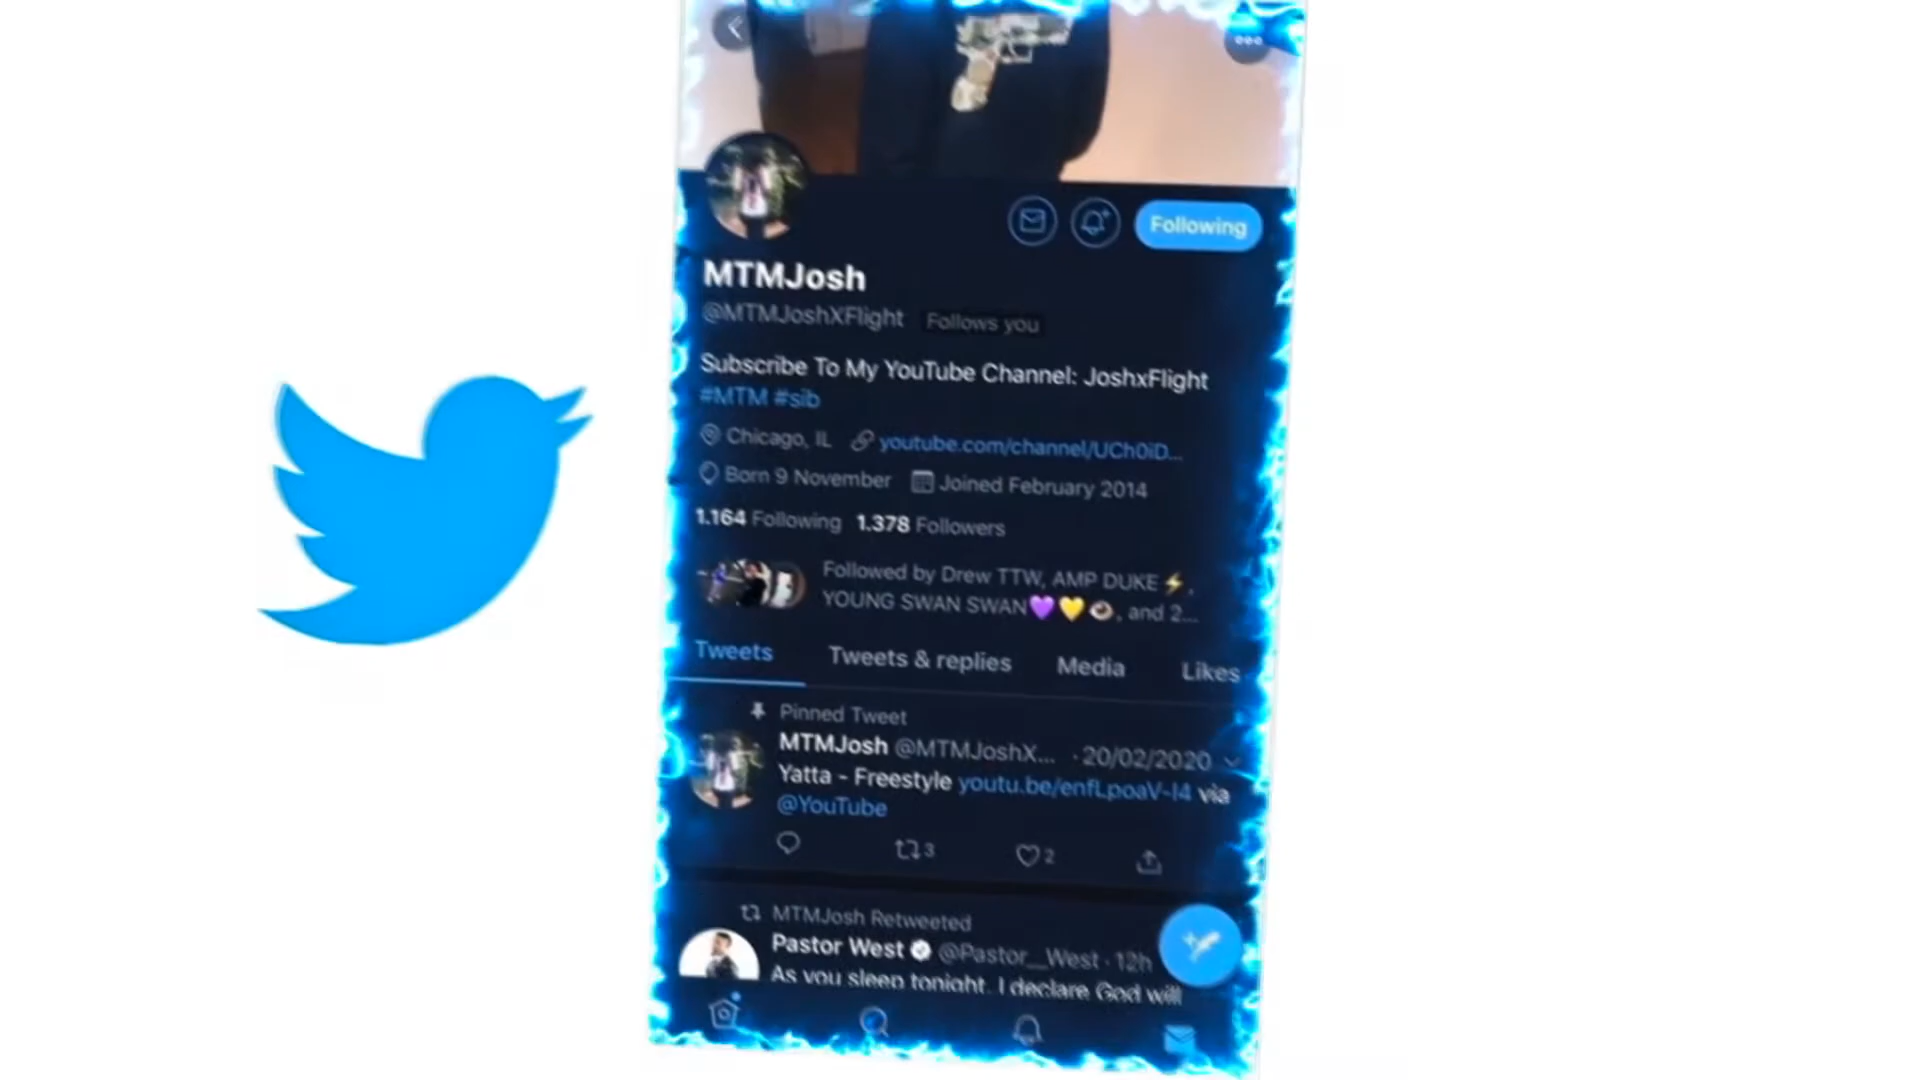 Following
MTMJosh
@MTMJoshXFlight Follows you
Subscribe To My YouTube Channel: JoshxFlight
#MTM #sib
Chicago, IL youtube.com/channel/UCh0iD...
Born 9 November Joined February 2014
1.164 Following 1.378 Followers
Followed by Drew TTW, AMP DUKE⚡,
YOUNG SWAN SWAN💜💛👁, and 2...
Tweets Tweets & replies Media Likes
Pinned Tweet
MTMJosh @MTMJoshX... · 20/02/2020
Yatta - Freestyle youtu.be/enfLpoaV-I4 via
@YouTube
3 2
MTMJosh Retweeted
Pastor West @Pastor__West · 12h
As you sleep tonight, I declare God will